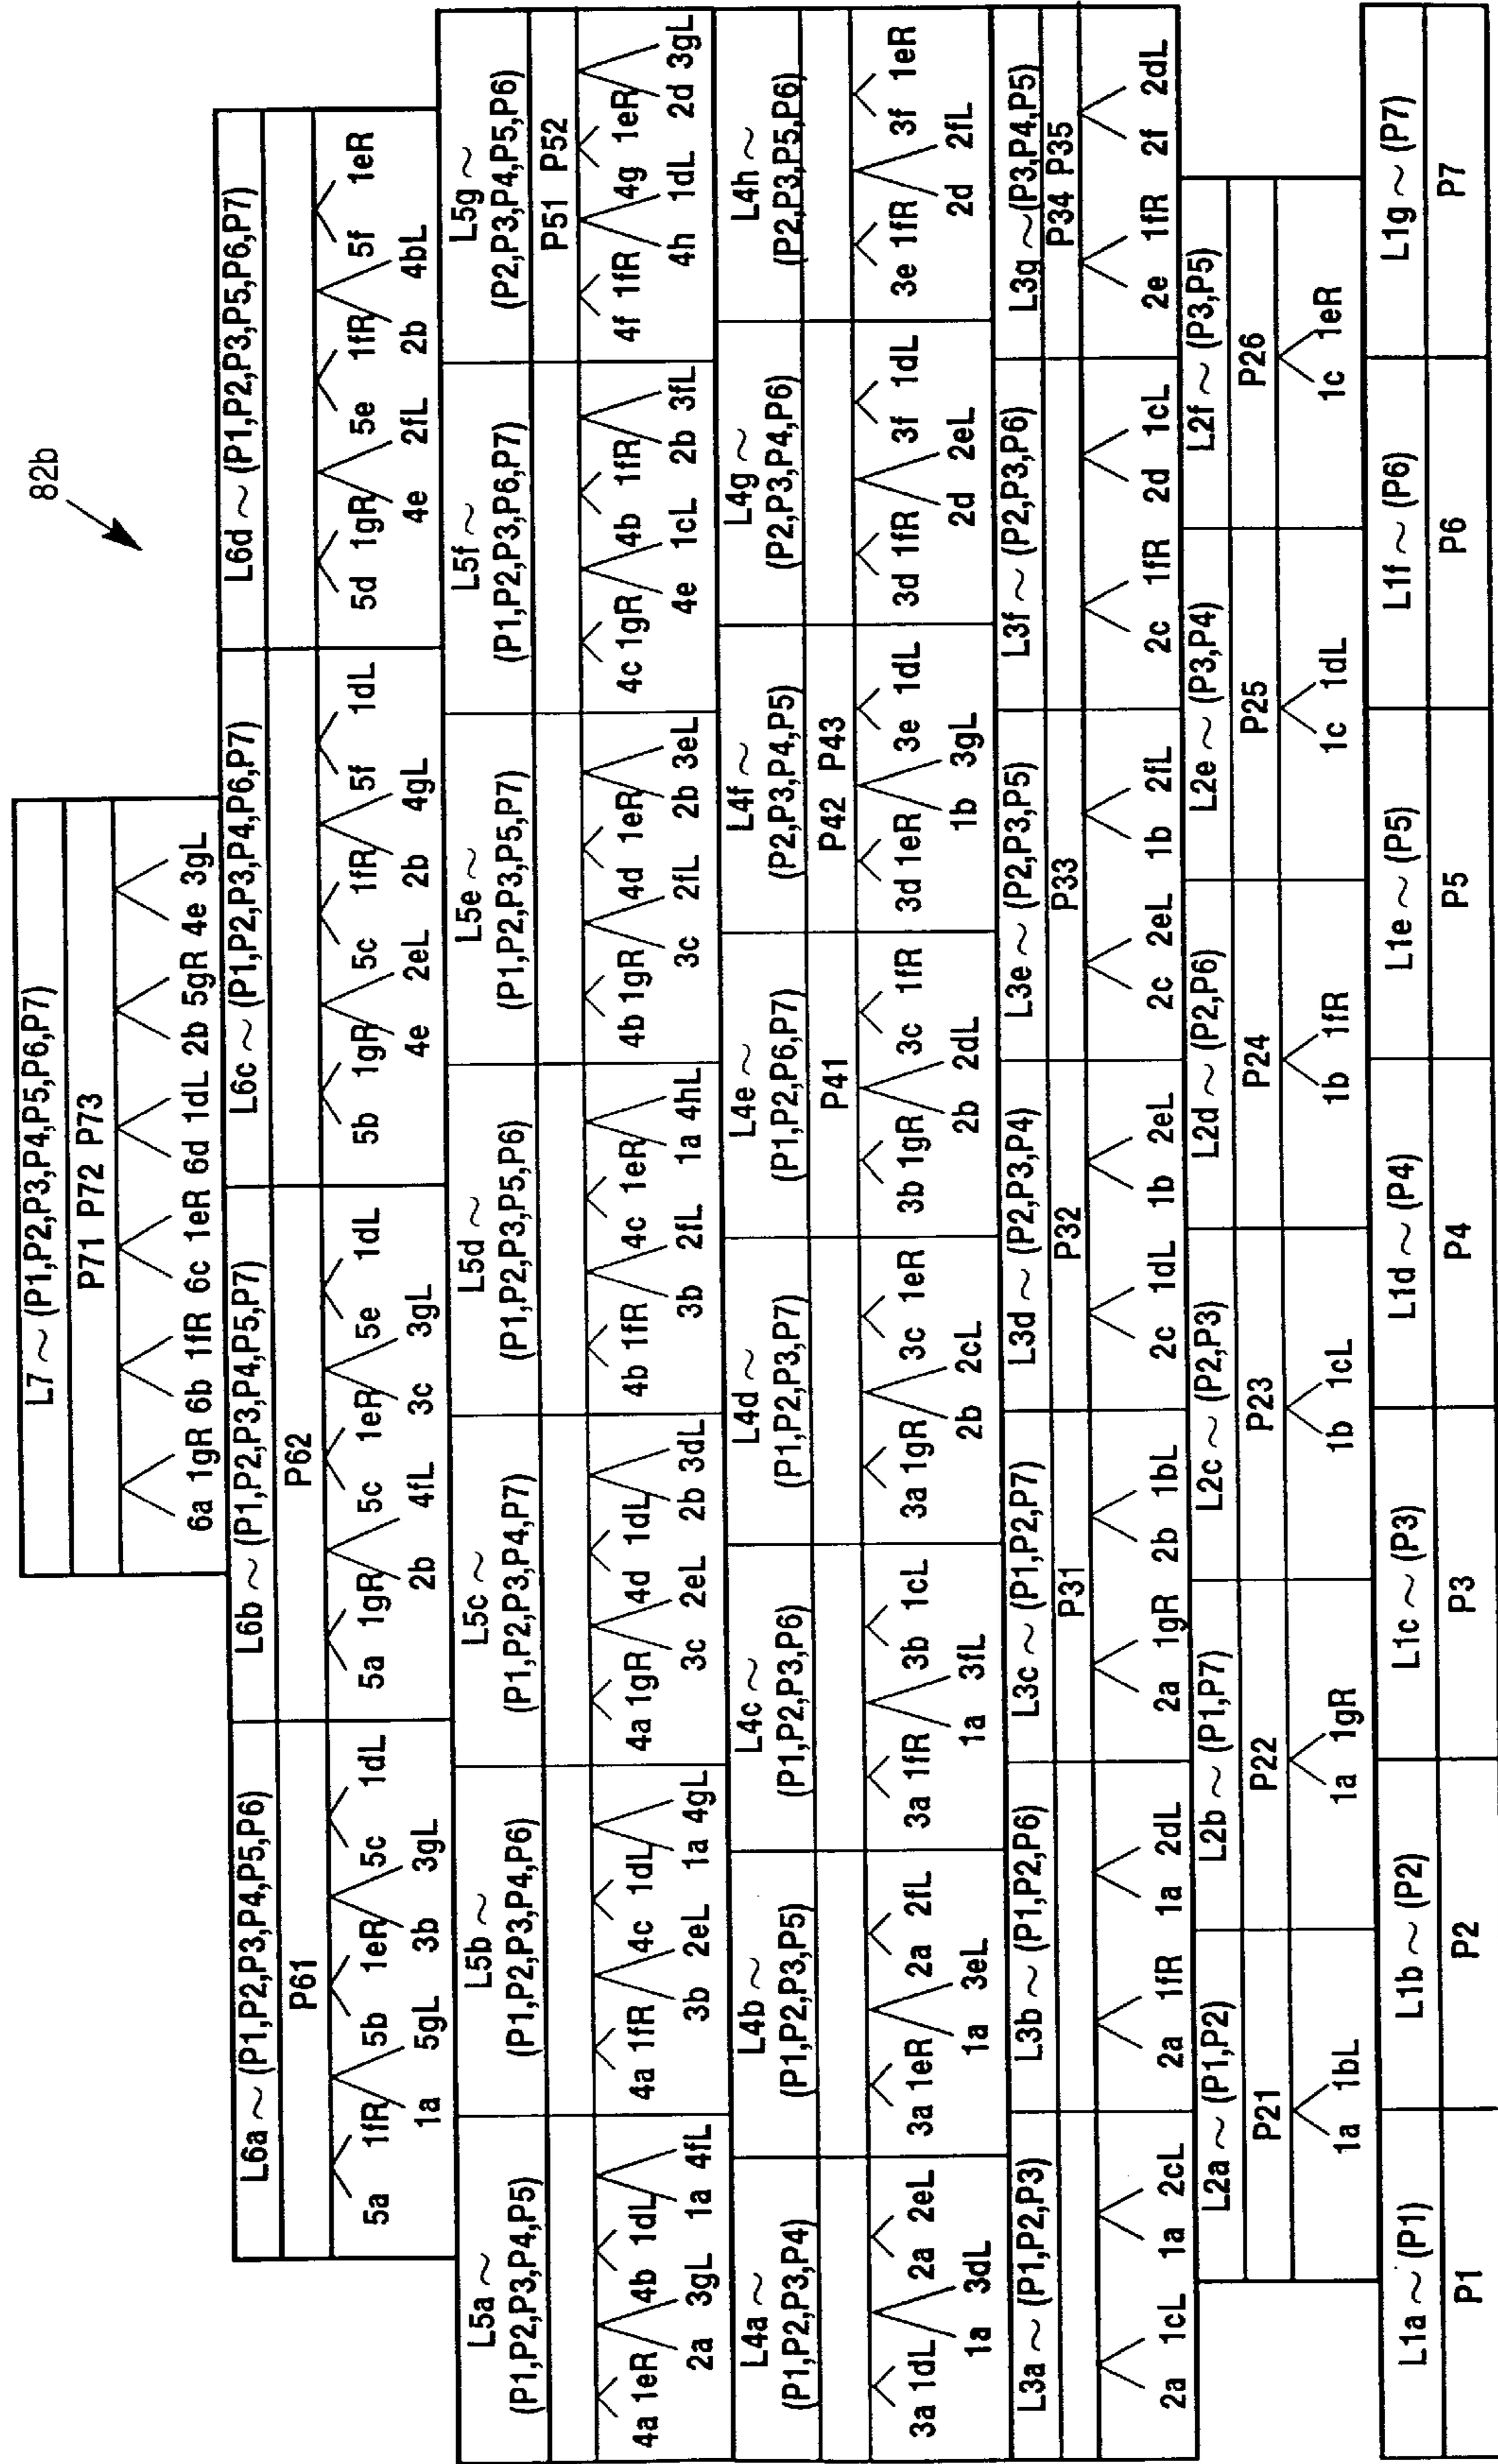 82b
L7 ~ (P1,P2,P3,P4,P5,P6,P7)
P71 P72 P73
6a 1gR 6b 1fR 6c 1eR 6d 1dL 2b 5gR 4e 3gL
L6a ~ (P1,P2,P3,P4,P5,P6)
P61
5a 1fR 5b 1eR 5c 1dL
1a 5gL 3b 3gL
L6b ~ (P1,P2,P3,P4,P5,P7)
P62
5a 1gR 5c 1eR 5e 1dL
2b 4fL 3c 3gL
L6c ~ (P1,P2,P3,P4,P6,P7)
5b 1gR 5c 1fR 5f 1dL
4e 2eL 2b 4gL
L6d ~ (P1,P2,P3,P5,P6,P7)
5d 1gR 5e 1fR 5f 1eR
4e 2fL 2b 4bL
L5a ~
(P1,P2,P3,P4,P5)
4a 1eR 4b 1dL
2a 3gL 1a 4fL
L5b ~
(P1,P2,P3,P4,P6)
4a 1fR 4c 1dL
3b 2eL 1a 4gL
L5c ~
(P1,P2,P3,P4,P7)
4a 1gR 4d 1dL
3c 2eL 2b 3dL
L5d ~
(P1,P2,P3,P5,P6)
4b 1fR 4c 1eR
3b 2fL 1a 4hL
L5e ~
(P1,P2,P3,P5,P7)
4b 1gR 4d 1eR
3c 2fL 2b 3eL
L5f ~
(P1,P2,P3,P6,P7)
4c 1gR 4b 1fR
4e 1cL 2b 3fL
L5g ~
(P2,P3,P4,P5,P6)
P51 P52
4f 1fR 4g 1eR
4h 1dL 2d 3gL
L4a ~
(P1,P2,P3,P4)
3a 1dL 2a 2eL
1a 3dL
L4b ~
(P1,P2,P3,P5)
3a 1eR 2a 2fL
1a 3eL
L4c ~
(P1,P2,P3,P6)
3a 1fR 3b 1cL
1a 3fL
L4d ~
(P1,P2,P3,P7)
3a 1gR 3c 1eR
2b 2cL
L4e ~
(P1,P2,P6,P7)
P41
3b 1gR 3c 1fR
2b 2dL
L4f ~
(P2,P3,P4,P5)
P42 P43
3d 1eR 3e 1dL
1b 3gL
L4g ~
(P2,P3,P4,P6)
3d 1fR 3f 1dL
2d 2eL
L4h ~
(P2,P3,P5,P6)
3e 1fR 3f 1eR
2d 2fL
L3a ~ (P1,P2,P3)
2a 1cL 1a 2cL
L3b ~ (P1,P2,P6)
2a 1fR 1a 2dL
L3c ~ (P1,P2,P7)
P31
2a 1gR 2b 1bL
L3d ~ (P2,P3,P4)
P32
2c 1dL 1b 2eL
L3e ~ (P2,P3,P5)
P33
2c 2eL 1b 2fL
L3f ~ (P2,P3,P6)
2c 1fR 2d 1cL
L3g ~ (P3,P4,P5)
P34 P35
2e 1fR 2f 2dL
L2a ~ (P1,P2)
P21
1a 1bL
L2b ~ (P1,P7)
P22
1a 1gR
L2c ~ (P2,P3)
P23
1b 1cL
L2d ~ (P2,P6)
P24
1b 1fR
L2e ~ (P3,P4)
P25
1c 1dL
L2f ~ (P3,P5)
P26
1c 1eR
L1a ~ (P1)
P1
L1b ~ (P2)
P2
L1c ~ (P3)
P3
L1d ~ (P4)
P4
L1e ~ (P5)
P5
L1f ~ (P6)
P6
L1g ~ (P7)
P7